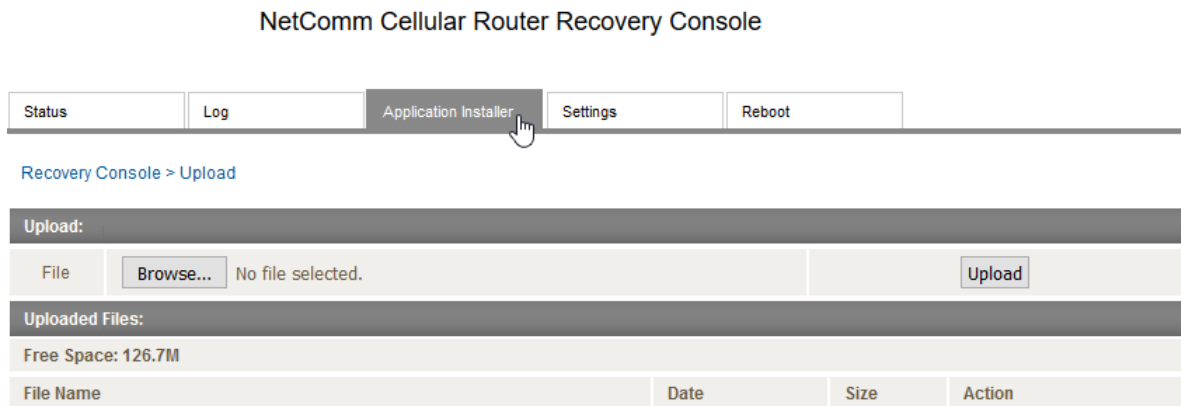 NetComm Cellular Router Recovery Console
Status Log Application Installer Settings Reboot
Recovery Console > Upload
Upload:
File Browse... No file selected. Upload
Uploaded Files:
Free Space: 126.7M
File Name Date Size Action